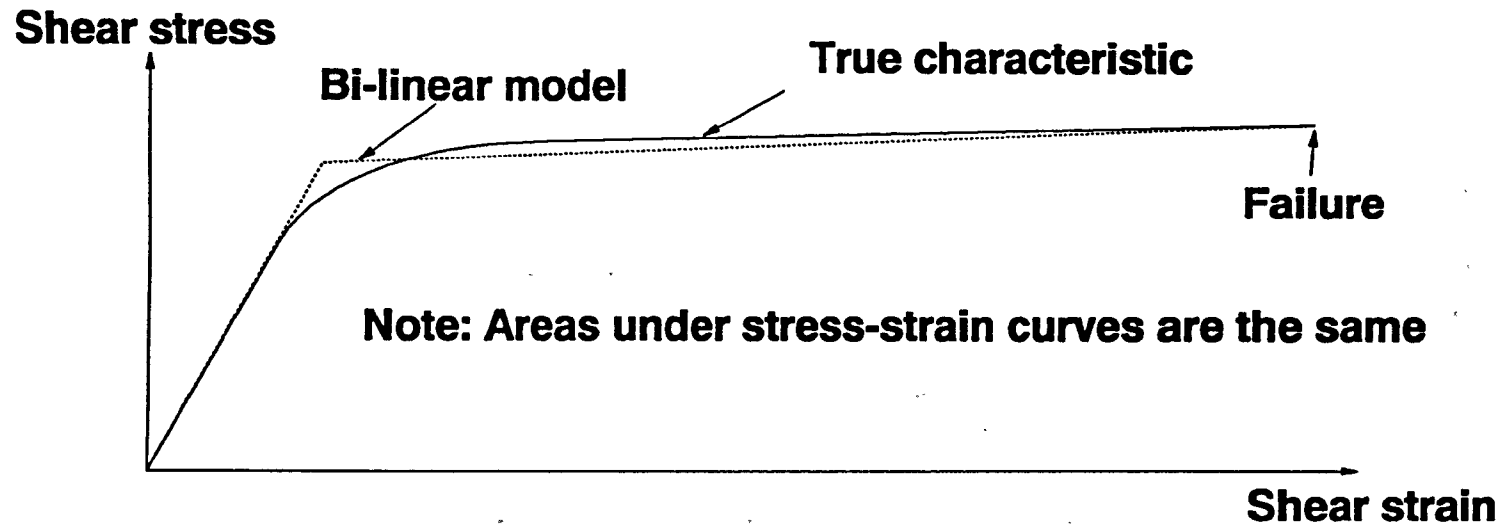 Shear stress
Bi-linear model
True characteristic
Failure
Note: Areas under stress-strain curves are the same
Shear strain